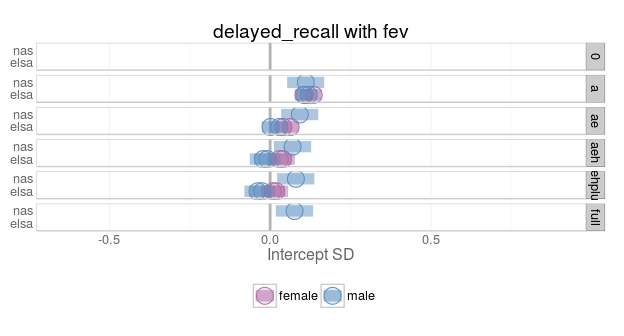 delayed_recall with fev
nas
elsa
0
nas
elsa
a
nas
elsa
ae
nas
elsa
aeh
nas
elsa
ehplu
nas
elsa
full
-0.5
0.0
0.5
Intercept SD
female
male